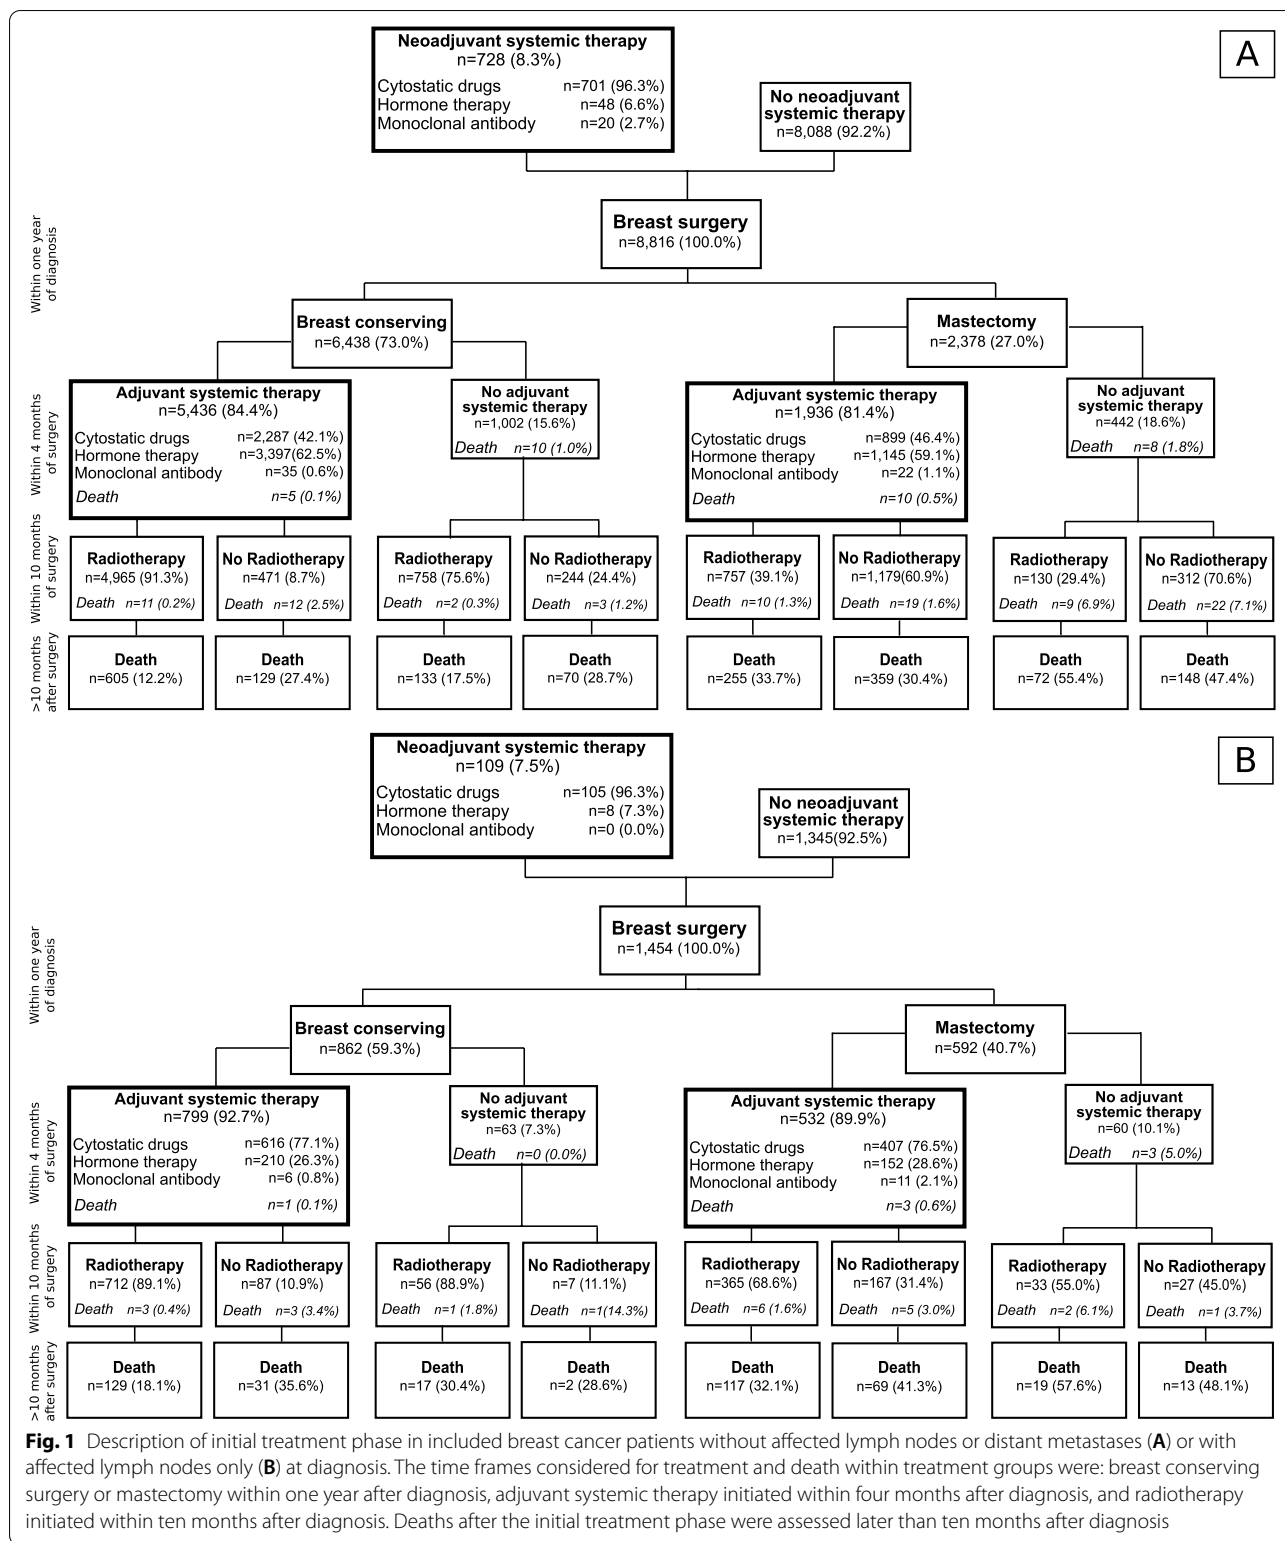 A
Neoadjuvant systemic therapy
n=728 (8.3%)
Cytostatic drugs n=701 (96.3%)
Hormone therapy n=48 (6.6%)
Monoclonal antibody n=20 (2.7%)
No neoadjuvant
systemic therapy
n=8,088 (92.2%)
Within one year
of diagnosis
Breast surgery
n=8,816 (100.0%)
Breast conserving
n=6,438 (73.0%)
Mastectomy
n=2,378 (27.0%)
Within 4 months
of surgery
Adjuvant systemic therapy
n=5,436 (84.4%)
Cytostatic drugs n=2,287 (42.1%)
Hormone therapy n=3,397(62.5%)
Monoclonal antibody n=35 (0.6%)
Death n=5 (0.1%)
No adjuvant
systemic therapy
n=1,002 (15.6%)
Death n=10 (1.0%)
Adjuvant systemic therapy
n=1,936 (81.4%)
Cytostatic drugs n=899 (46.4%)
Hormone therapy n=1,145 (59.1%)
Monoclonal antibody n=22 (1.1%)
Death n=10 (0.5%)
No adjuvant
systemic therapy
n=442 (18.6%)
Death n=8 (1.8%)
Within 10 months
of surgery
Radiotherapy
n=4,965 (91.3%)
Death n=11 (0.2%)
No Radiotherapy
n=471 (8.7%)
Death n=12 (2.5%)
Radiotherapy
n=758 (75.6%)
Death n=2 (0.3%)
No Radiotherapy
n=244 (24.4%)
Death n=3 (1.2%)
Radiotherapy
n=757 (39.1%)
Death n=10 (1.3%)
No Radiotherapy
n=1,179(60.9%)
Death n=19 (1.6%)
Radiotherapy
n=130 (29.4%)
Death n=9 (6.9%)
No Radiotherapy
n=312 (70.6%)
Death n=22 (7.1%)
>10 months
after surgery
Death
n=605 (12.2%)
Death
n=129 (27.4%)
Death
n=133 (17.5%)
Death
n=70 (28.7%)
Death
n=255 (33.7%)
Death
n=359 (30.4%)
Death
n=72 (55.4%)
Death
n=148 (47.4%)
B
Neoadjuvant systemic therapy
n=109 (7.5%)
Cytostatic drugs n=105 (96.3%)
Hormone therapy n=8 (7.3%)
Monoclonal antibody n=0 (0.0%)
No neoadjuvant
systemic therapy
n=1,345(92.5%)
Within one year
of diagnosis
Breast surgery
n=1,454 (100.0%)
Breast conserving
n=862 (59.3%)
Mastectomy
n=592 (40.7%)
Within 4 months
of surgery
Adjuvant systemic therapy
n=799 (92.7%)
Cytostatic drugs n=616 (77.1%)
Hormone therapy n=210 (26.3%)
Monoclonal antibody n=6 (0.8%)
Death n=1 (0.1%)
No adjuvant
systemic therapy
n=63 (7.3%)
Death n=0 (0.0%)
Adjuvant systemic therapy
n=532 (89.9%)
Cytostatic drugs n=407 (76.5%)
Hormone therapy n=152 (28.6%)
Monoclonal antibody n=11 (2.1%)
Death n=3 (0.6%)
No adjuvant
systemic therapy
n=60 (10.1%)
Death n=3 (5.0%)
Within 10 months
of surgery
Radiotherapy
n=712 (89.1%)
Death n=3 (0.4%)
No Radiotherapy
n=87 (10.9%)
Death n=3 (3.4%)
Radiotherapy
n=56 (88.9%)
Death n=1 (1.8%)
No Radiotherapy
n=7 (11.1%)
Death n=1(14.3%)
Radiotherapy
n=365 (68.6%)
Death n=6 (1.6%)
No Radiotherapy
n=167 (31.4%)
Death n=5 (3.0%)
Radiotherapy
n=33 (55.0%)
Death n=2 (6.1%)
No Radiotherapy
n=27 (45.0%)
Death n=1 (3.7%)
>10 months
after surgery
Death
n=129 (18.1%)
Death
n=31 (35.6%)
Death
n=17 (30.4%)
Death
n=2 (28.6%)
Death
n=117 (32.1%)
Death
n=69 (41.3%)
Death
n=19 (57.6%)
Death
n=13 (48.1%)
Fig. 1 Description of initial treatment phase in included breast cancer patients without affected lymph nodes or distant metastases (A) or with
affected lymph nodes only (B) at diagnosis. The time frames considered for treatment and death within treatment groups were: breast conserving
surgery or mastectomy within one year after diagnosis, adjuvant systemic therapy initiated within four months after diagnosis, and radiotherapy
initiated within ten months after diagnosis. Deaths after the initial treatment phase were assessed later than ten months after diagnosis